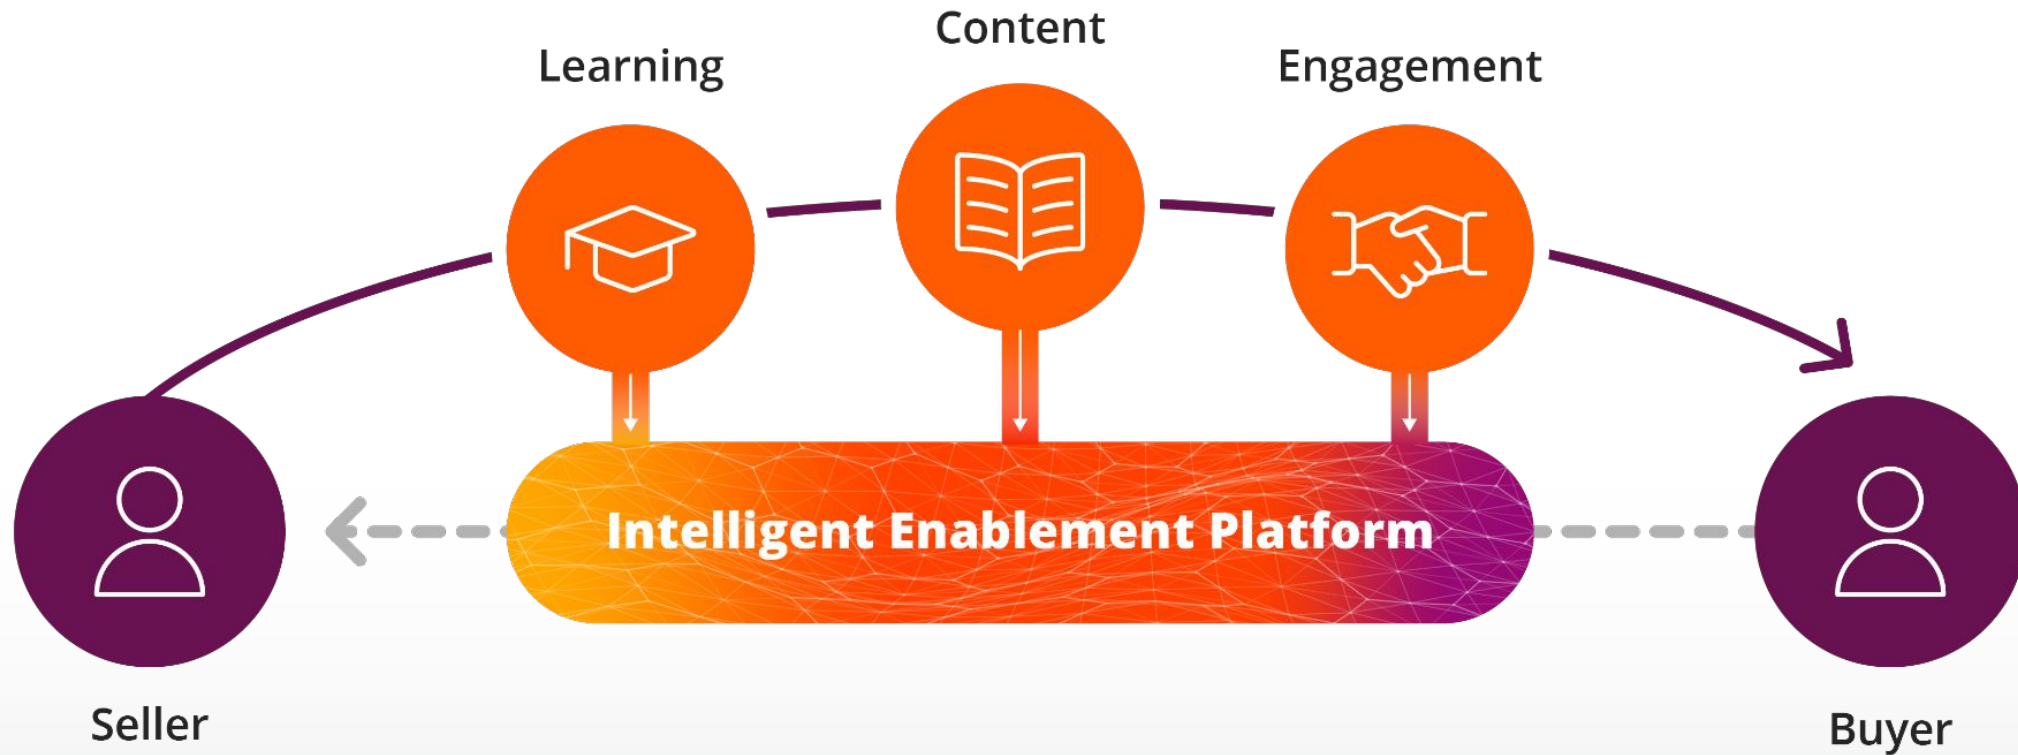 Content
Learning
Engagement
Intelligent Enablement Platform
Seller
Buyer